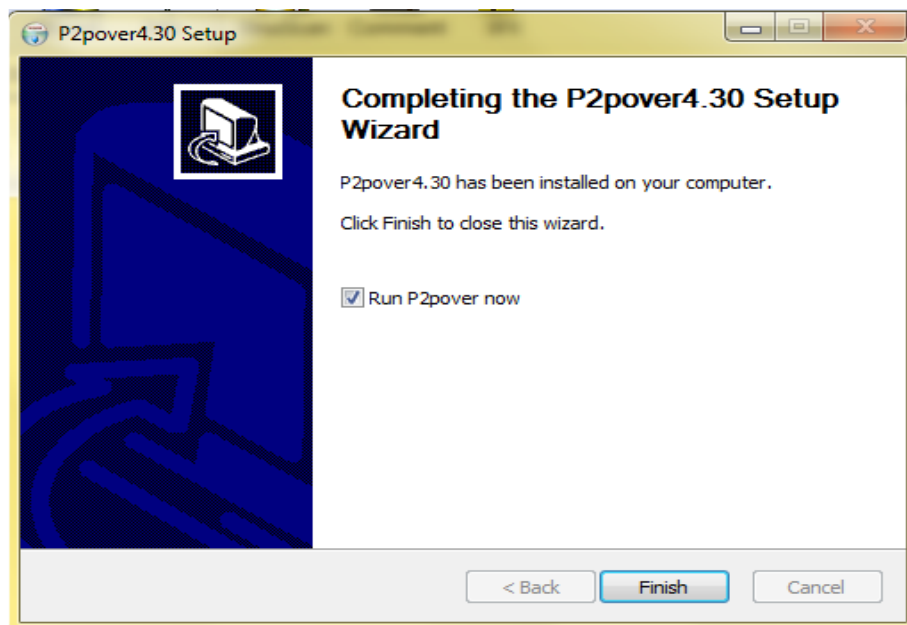 P2pover4.30 Setup
Completing the P2pover4.30 Setup
Wizard
P2pover4.30 has been installed on your computer.
Click Finish to close this wizard.
Run P2pover now
< Back
Finish
Cancel